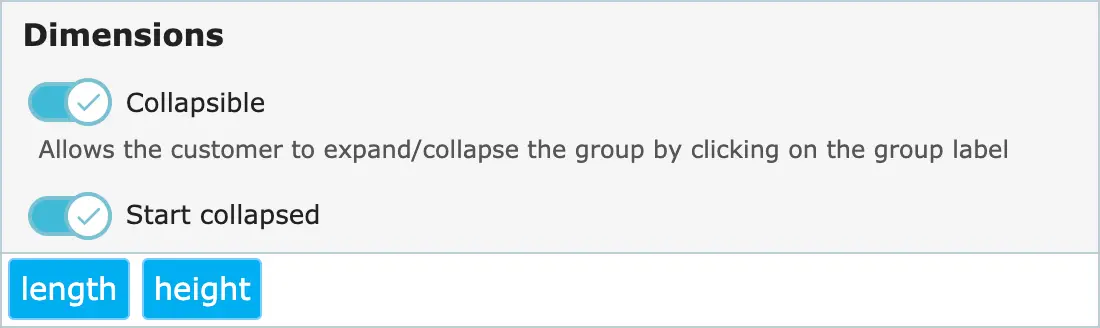 Dimensions
Collapsible
Allows the customer to expand/collapse the group by clicking on the group label
Start collapsed
length height